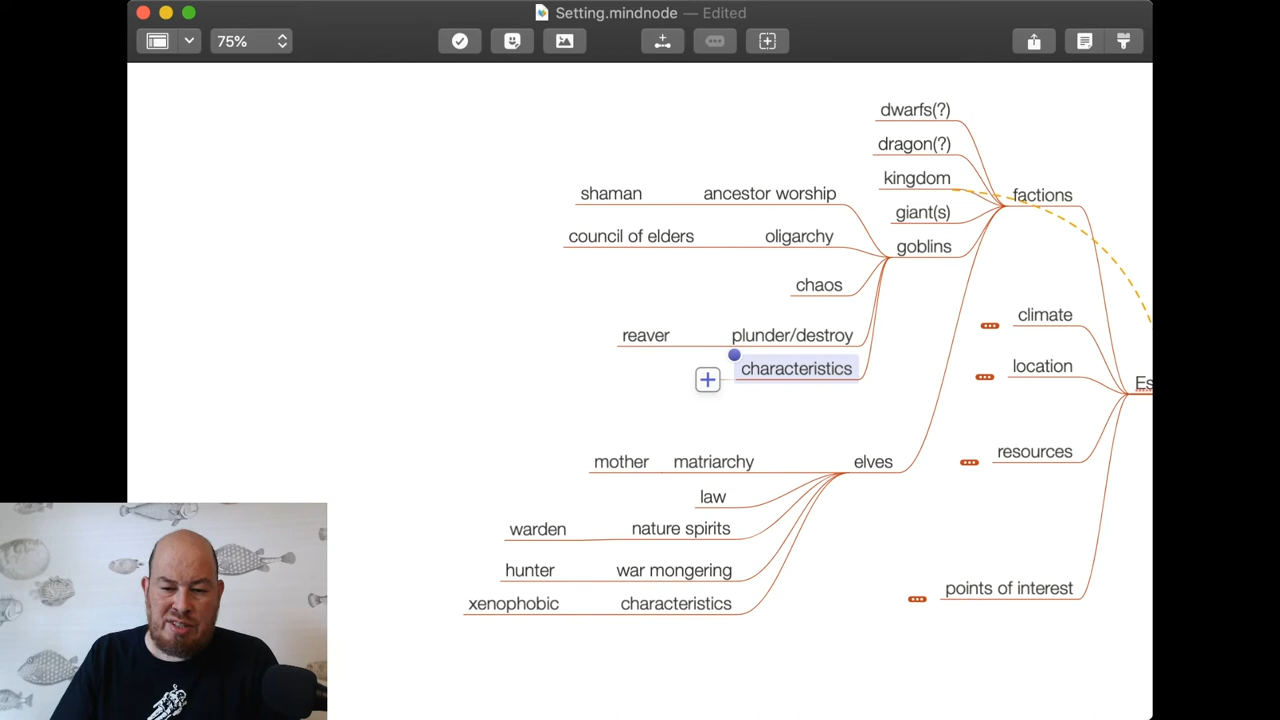 Setting.mindnode — Edited
75%
dwarfs(?)
dragon(?)
kingdom
factions
shaman ancestor worship
giant(s)
council of elders oligarchy
goblins
chaos
climate
reaver plunder/destroy
characteristics
location
Es
resources
mother matriarchy elves
law
warden nature spirits
hunter war mongering
points of interest
xenophobic characteristics